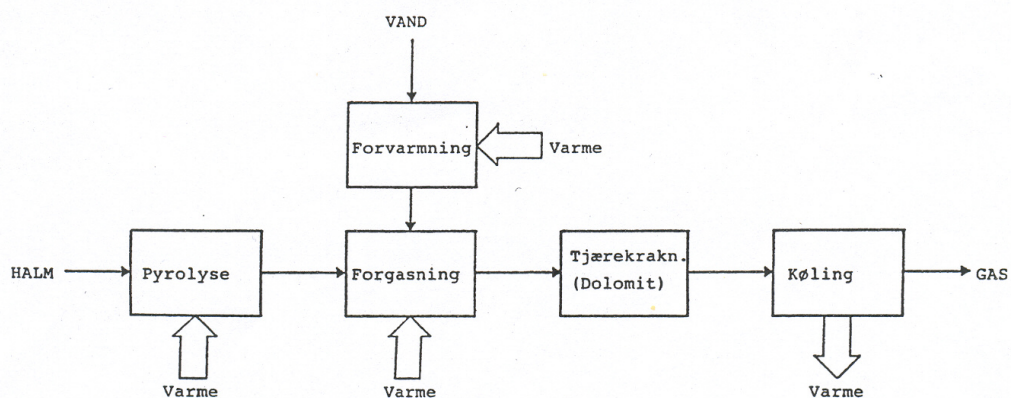 VAND
Forvarmning
Varme
HALM
Pyrolyse
Forgasning
Tjærekrakn.
(Dolomit)
Køling
GAS
Varme
Varme
Varme